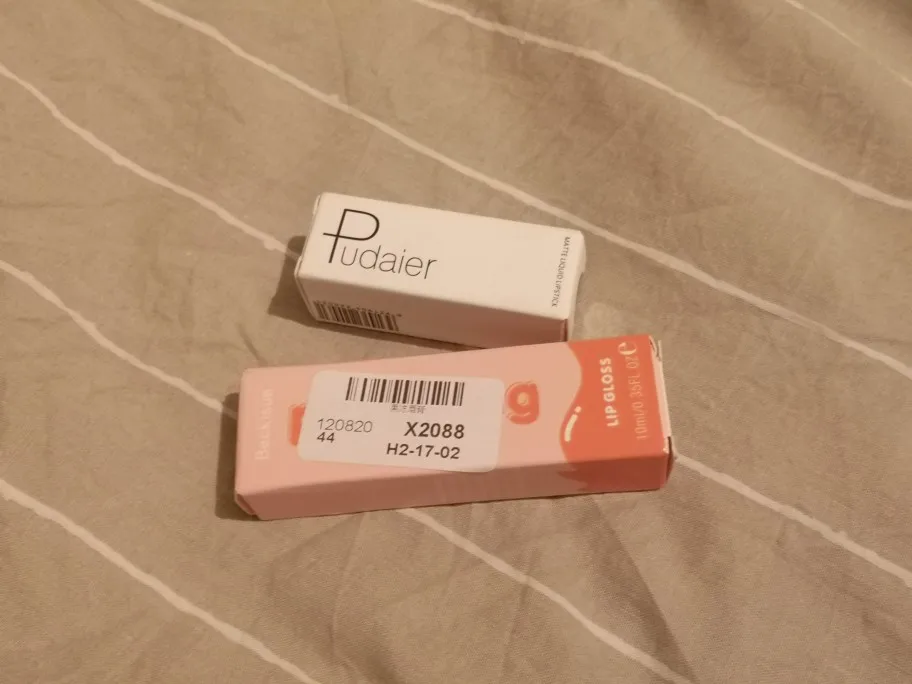 Pudaier
MATTE LIQUID LIPSTICK
120820
44
X2088
H2-17-02
g
LIP GLOSS
10ml/0.35FL.OZ℮